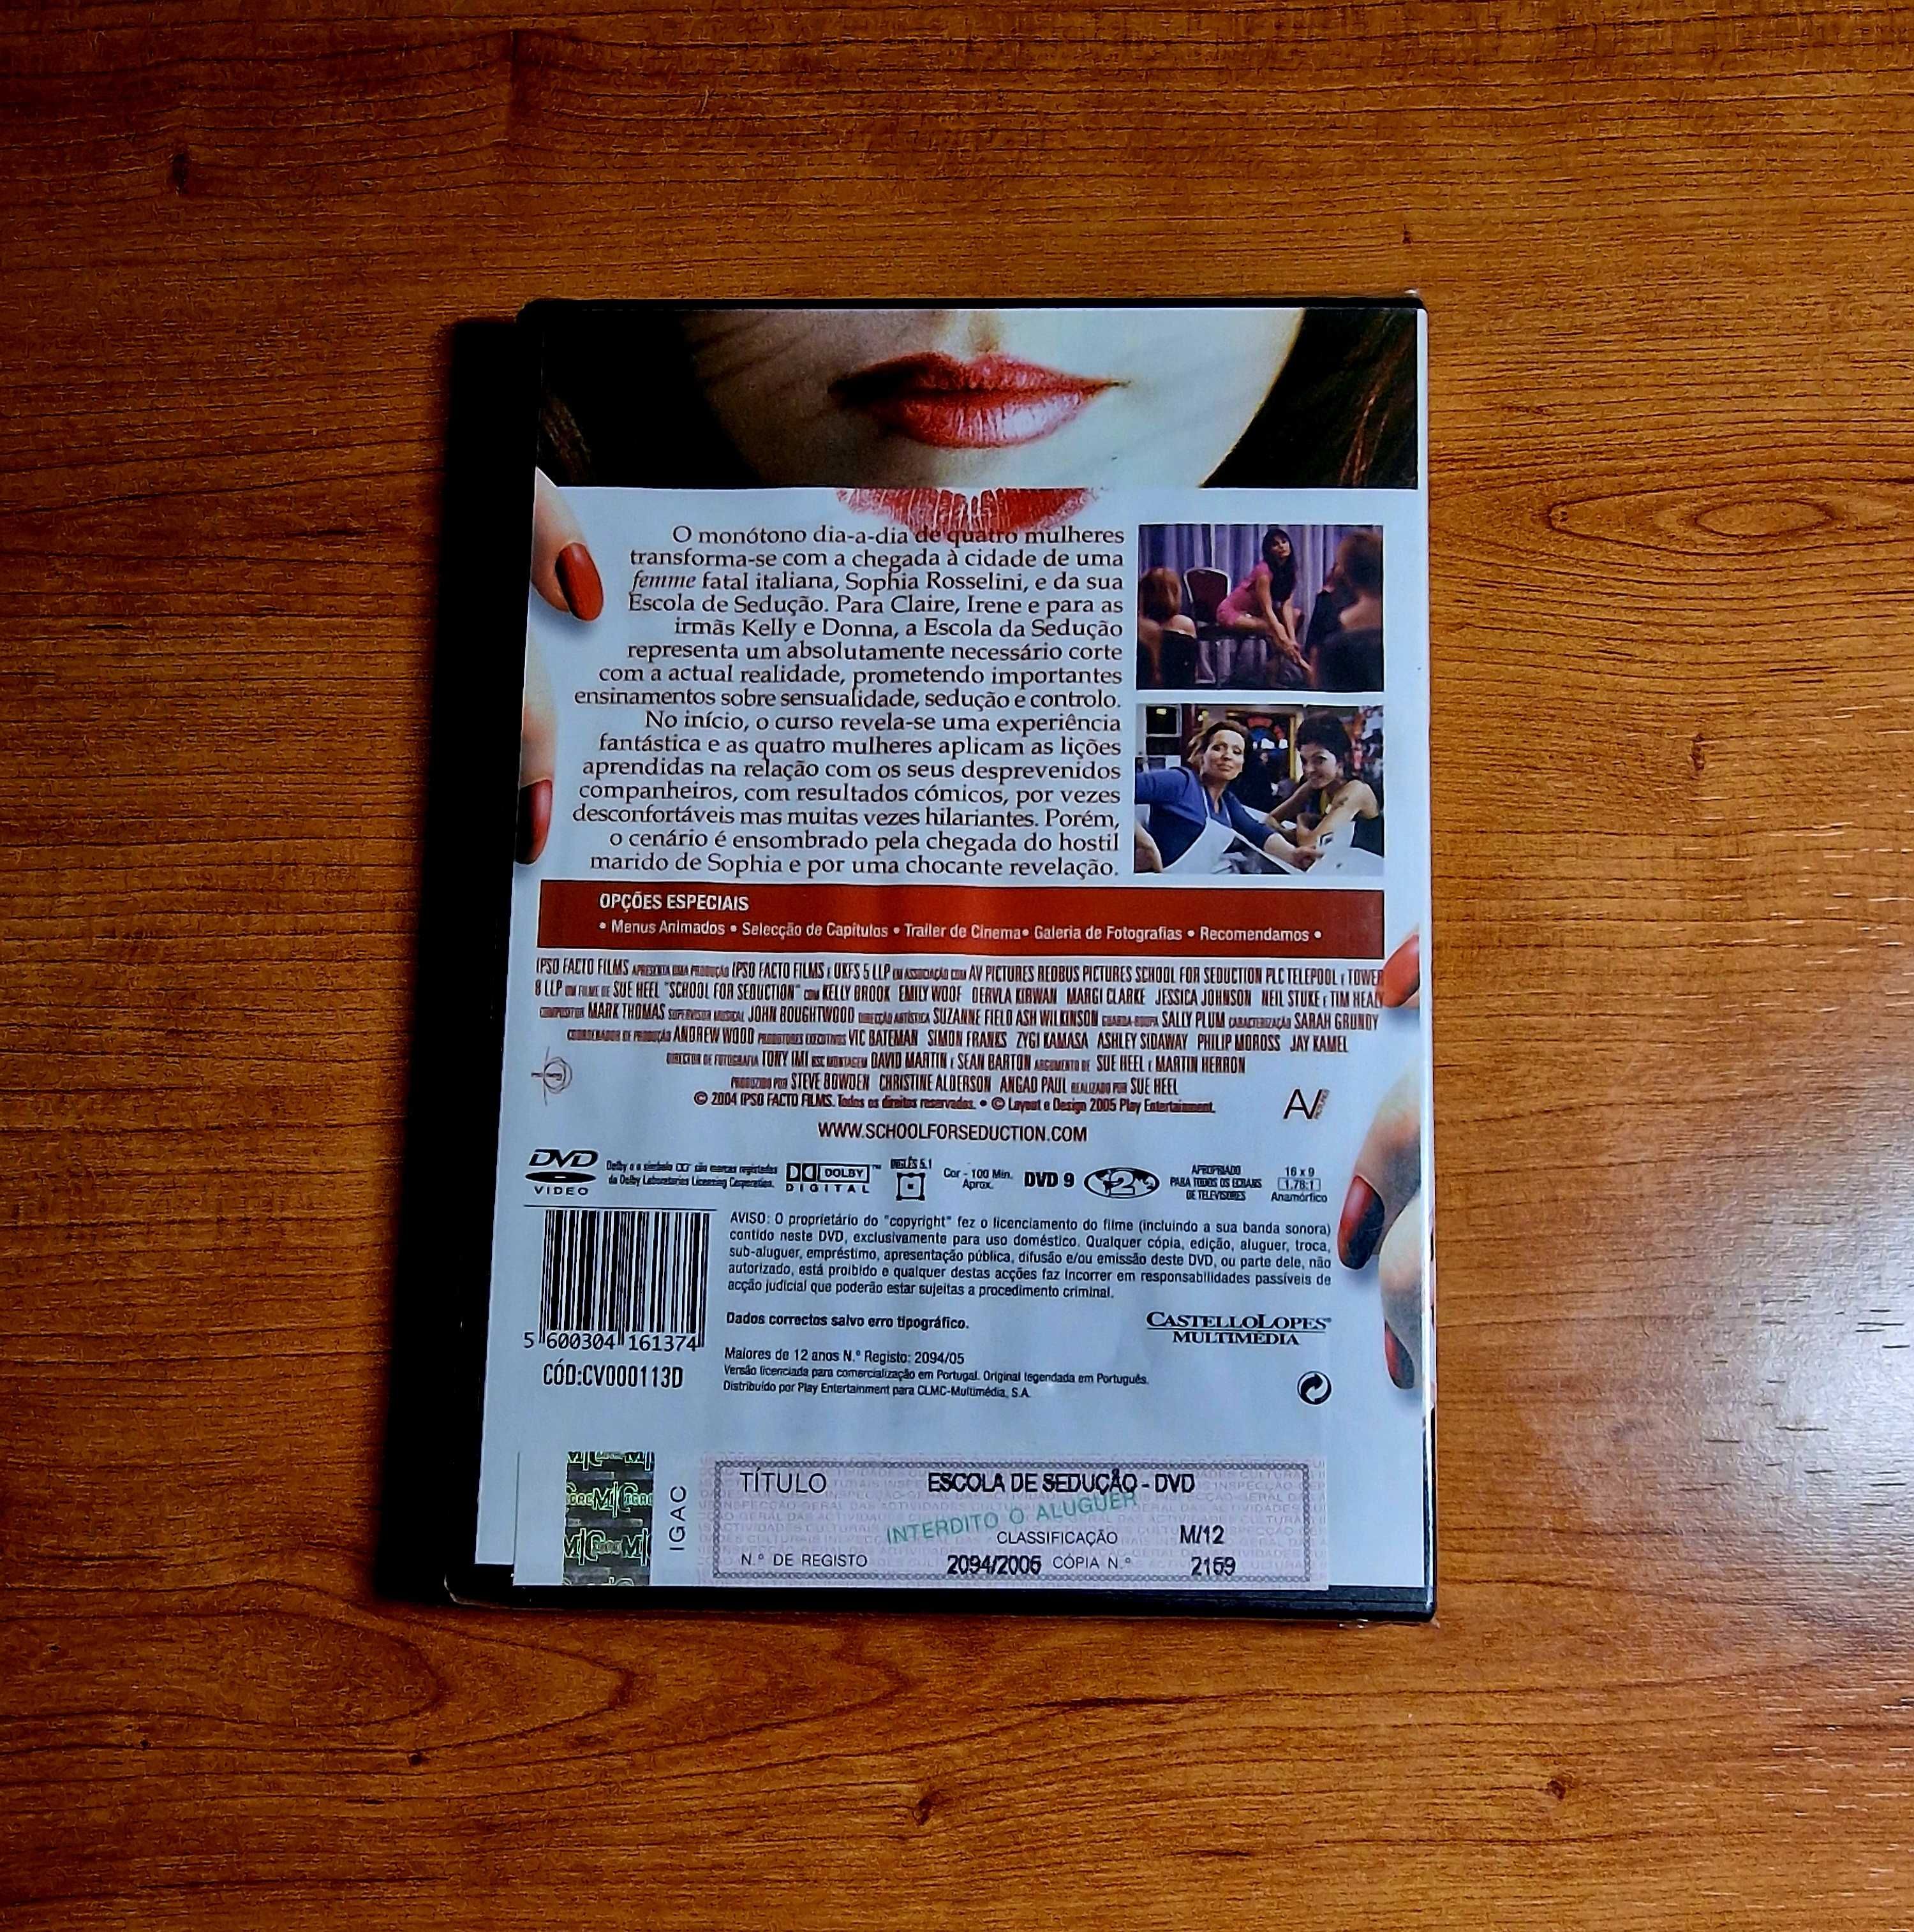 O monótono dia-a-dia de quatro mulheres
transforma-se com a chegada à cidade de uma
femme fatal italiana, Sophia Rosselini, e da sua
Escola de Sedução. Para Claire, Irene e para as
irmãs Kelly e Donna, a Escola da Sedução
representa um absolutamente necessário corte
com a actual realidade, prometendo importantes
ensinamentos sobre sensualidade, sedução e controlo.
No início, o curso revela-se uma experiência
fantástica e as quatro mulheres aplicam as lições
aprendidas na relação com os seus desprevenidos
companheiros, com resultados cómicos, por vezes
desconfortáveis mas muitas vezes hilariantes. Porém,
o cenário é ensombrado pela chegada do hostil
marido de Sophia e por uma chocante revelação.
OPÇÕES ESPECIAIS
• Menus Animados • Selecção de Capítulos • Trailer de Cinema• Galeria de Fotografias • Recomendamos •
IPSO FACTO FILMS APRESENTA UMA PRODUÇÃO IPSO FACTO FILMS E UKFS 5 LLP EM ASSOCIAÇÃO COM AV PICTURES REDBUS PICTURES SCHOOL FOR SEDUCTION PLC TELEPOOL E TOWER
8 LLP UM FILME DE SUE HEEL "SCHOOL FOR SEDUCTION" COM KELLY BROOK EMILY WOOF DERVLA KIRWAN MARGI CLARKE JESSICA JOHNSON NEIL STUKE E TIM HEALY
COMPOSITOR MARK THOMAS SUPERVISOR MUSICAL JOHN BOUGHTWOOD DIRECÇÃO ARTÍSTICA SUZANNE FIELD ASH WILKINSON GUARDA-ROUPA SALLY PLUM CARACTERIZAÇÃO SARAH GRUNDY
COORDENADOR DE PRODUÇÃO ANDREW WOOD PRODUTORES EXECUTIVOS VIC BATEMAN SIMON FRANKS ZYGI KAMASA ASHLEY SIDAWAY PHILIP MOROSS JAY KAMEL
DIRECTOR DE FOTOGRAFIA TONY IMI BSC MONTAGEM DAVID MARTIN E SEAN BARTON ARGUMENTO DE SUE HEEL E MARTIN HERRON
PRODUZIDO POR STEVE BOWDEN CHRISTINE ALDERSON ANGAD PAUL REALIZADO POR SUE HEEL
© 2004 IPSO FACTO FILMS. Todos os direitos reservados. • © Layout e Design 2005 Play Entertainment.
AV
WWW.SCHOOLFORSEDUCTION.COM
DVD VIDEO
Dolby e o símbolo são marcas registadas
da Dolby Laboratories Licensing Corporation.
DOLBY DIGITAL
INGLÊS 5.1
Cor - 100 Min. Aprox.
DVD 9
2
APROPRIADO PARA TODOS OS ECRANS DE TELEVISORES
16 x 9 1.78:1 Anamórfico
AVISO: O proprietário do "copyright" fez o licenciamento do filme (incluindo a sua banda sonora)
contido neste DVD, exclusivamente para uso doméstico. Qualquer cópia, edição, aluguer, troca,
sub-aluguer, empréstimo, apresentação pública, difusão e/ou emissão deste DVD, ou parte dele, não
autorizado, está proibido e qualquer destas acções faz incorrer em responsabilidades passíveis de
acção judicial que poderão estar sujeitas a procedimento criminal.
Dados correctos salvo erro tipográfico.
CASTELLOLOPES
MULTIMÉDIA
5 600304 161374
CÓD:CV000113D
Maiores de 12 anos N.º Registo: 2094/05
Versão licenciada para comercialização em Portugal. Original legendada em Português.
Distribuído por Play Entertainment para CLMC-Multimédia, S.A.
IGAC
TÍTULO ESCOLA DE SEDUÇÃO - DVD
INTERDITO O ALUGUER
CLASSIFICAÇÃO M/12
N.º DE REGISTO 2094/2005 CÓPIA N.º 2159